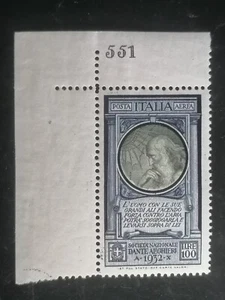 551
POSTA ITALIA AEREA
L'UOMO CON LE SUE
GRANDI ALI FACENDO
FORZA CONTRO L'ARIA
POTRÀ SOGGIOGARLA E
LEVARSI SOPRA DI LEI
SOCIETÀ NAZIONALE
DANTE ALIGHIERI
A. 1932 X
LIRE
100